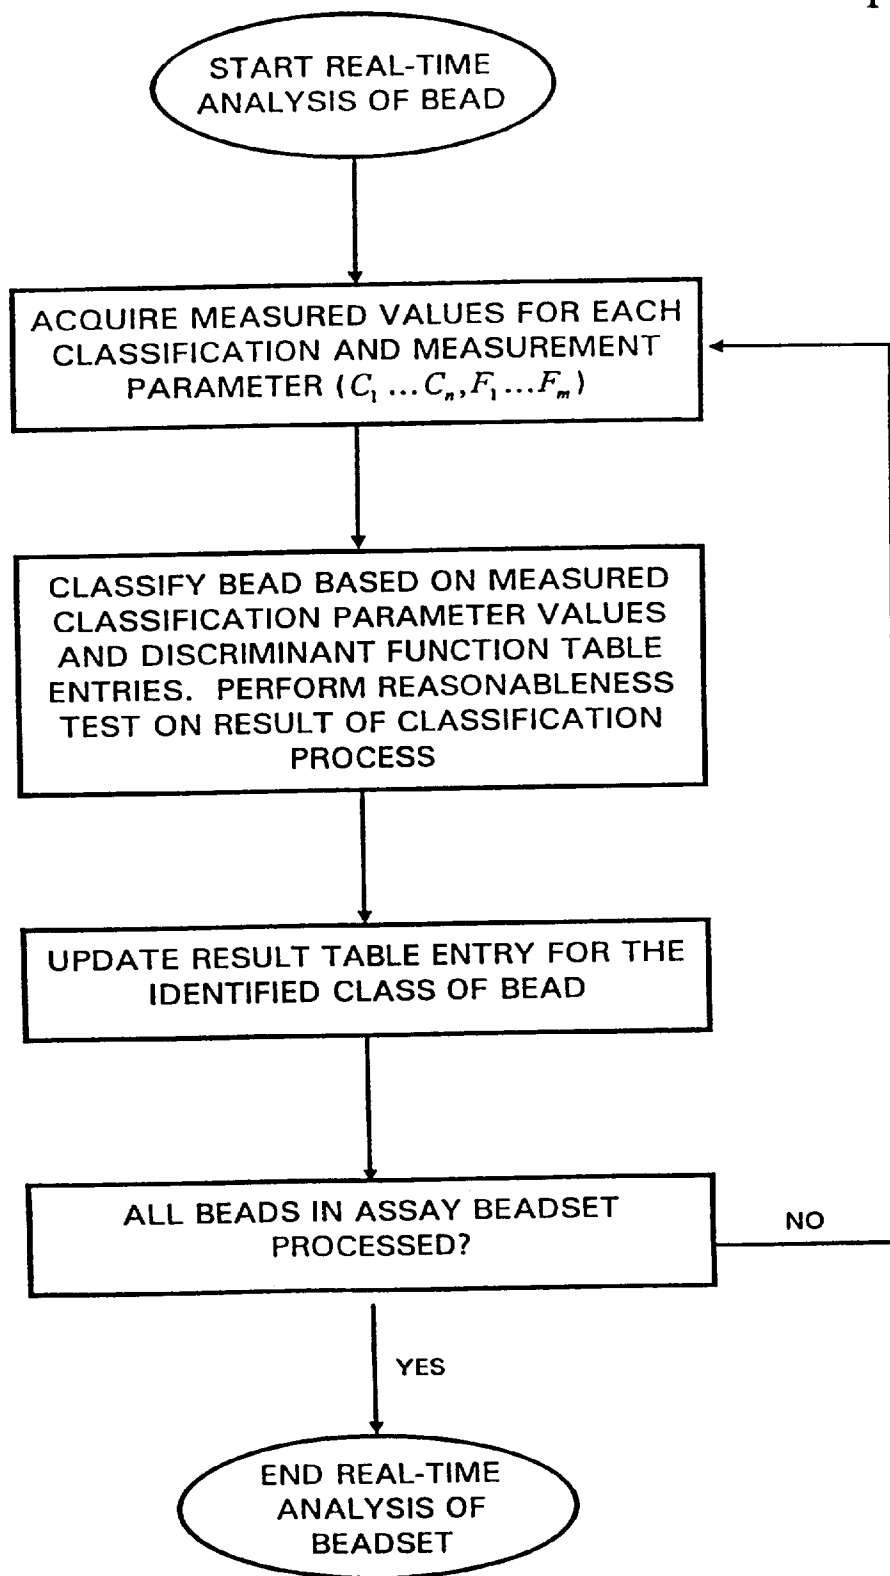 START REAL-TIME
ANALYSIS OF BEAD
ACQUIRE MEASURED VALUES FOR EACH
CLASSIFICATION AND MEASUREMENT
PARAMETER (C₁ ... Cₙ, F₁ ... Fₘ)
CLASSIFY BEAD BASED ON MEASURED
CLASSIFICATION PARAMETER VALUES
AND DISCRIMINANT FUNCTION TABLE
ENTRIES. PERFORM REASONABLENESS
TEST ON RESULT OF CLASSIFICATION
PROCESS
UPDATE RESULT TABLE ENTRY FOR THE
IDENTIFIED CLASS OF BEAD
ALL BEADS IN ASSAY BEADSET
PROCESSED?
NO
YES
END REAL-TIME
ANALYSIS OF
BEADSET